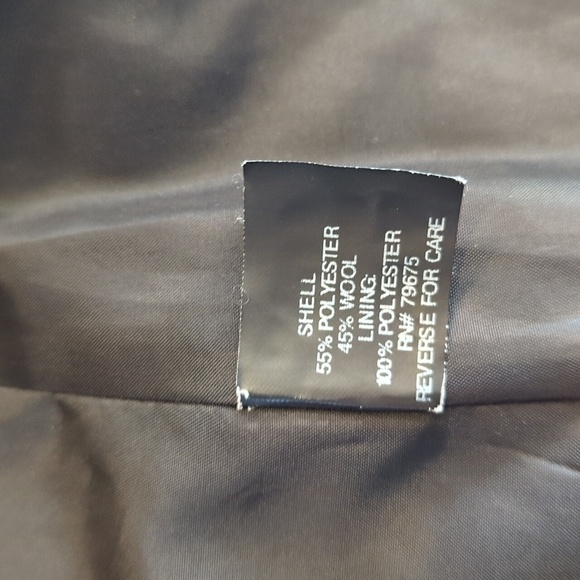 SHELL
55% POLYESTER
45% WOOL
LINING:
100% POLYESTER
RN# 79675
REVERSE FOR CARE